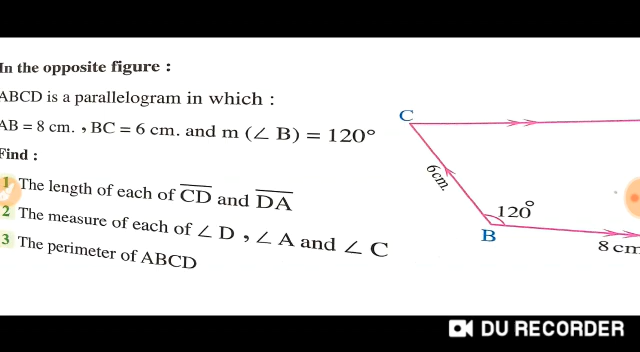 In the opposite figure :
ABCD is a parallelogram in which :
AB = 8 cm. , BC = 6 cm. and m (∠ B) = 120°
Find :
1 The length of each of CD and DA
2 The measure of each of ∠ D , ∠ A and ∠ C
3 The perimeter of ABCD
C
6cm.
120°
B
8 cm
DU RECORDER